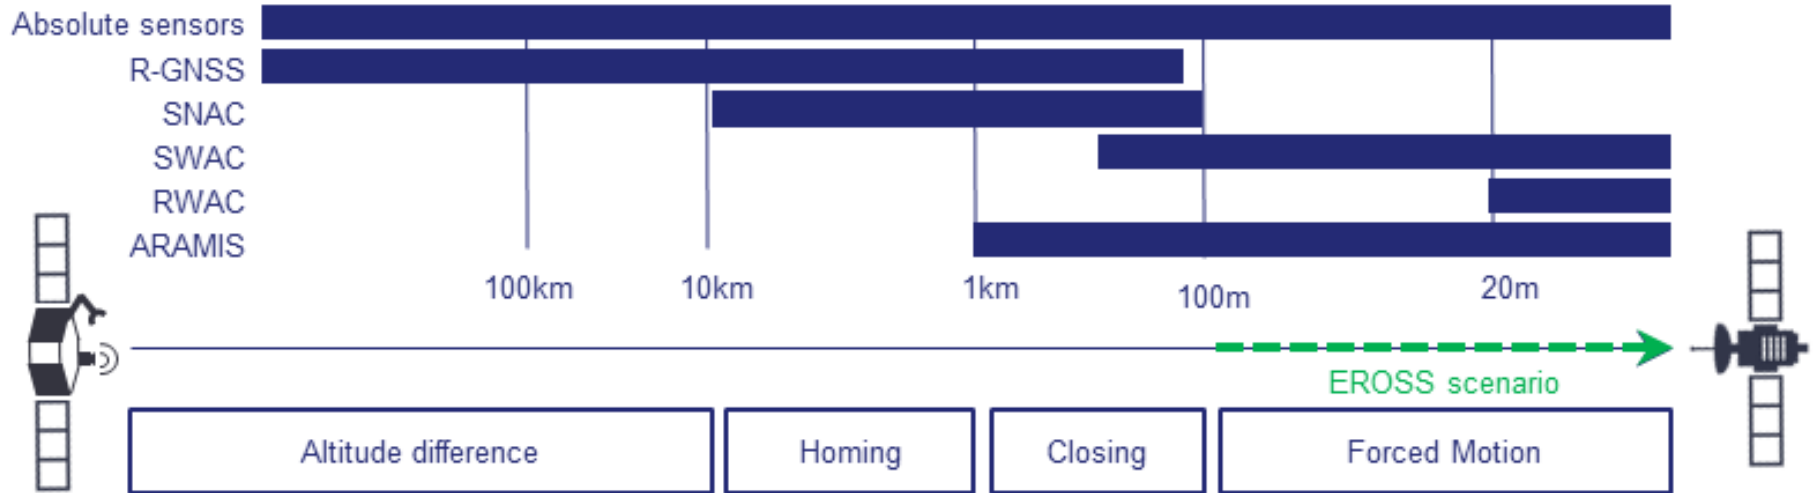 Absolute sensors
R-GNSS
SNAC
SWAC
RWAC
ARAMIS
100km 10km 1km 100m 20m
EROSS scenario
Altitude difference Homing Closing Forced Motion